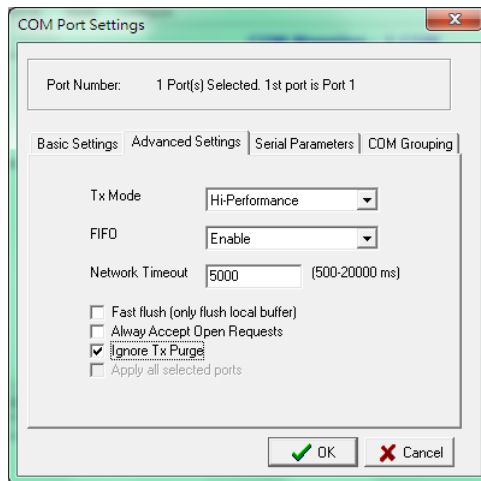 COM Port Settings
Port Number: 1 Port(s) Selected. 1st port is Port 1
Basic Settings Advanced Settings Serial Parameters COM Grouping
Tx Mode Hi-Performance
FIFO Enable
Network Timeout 5000 (500-20000 ms)
Fast flush (only flush local buffer)
Alway Accept Open Requests
Ignore Tx Purge
Apply all selected ports
OK Cancel